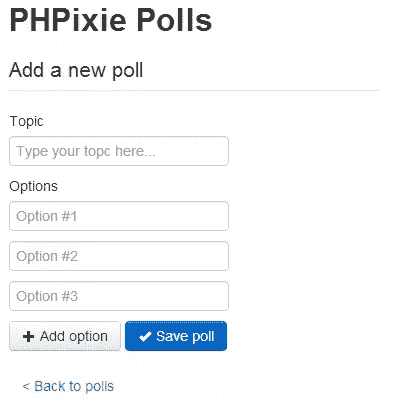 PHPixie Polls
Add a new poll
Topic
Type your topc here...
Options
Option #1
Option #2
Option #3
Add option
Save poll
< Back to polls